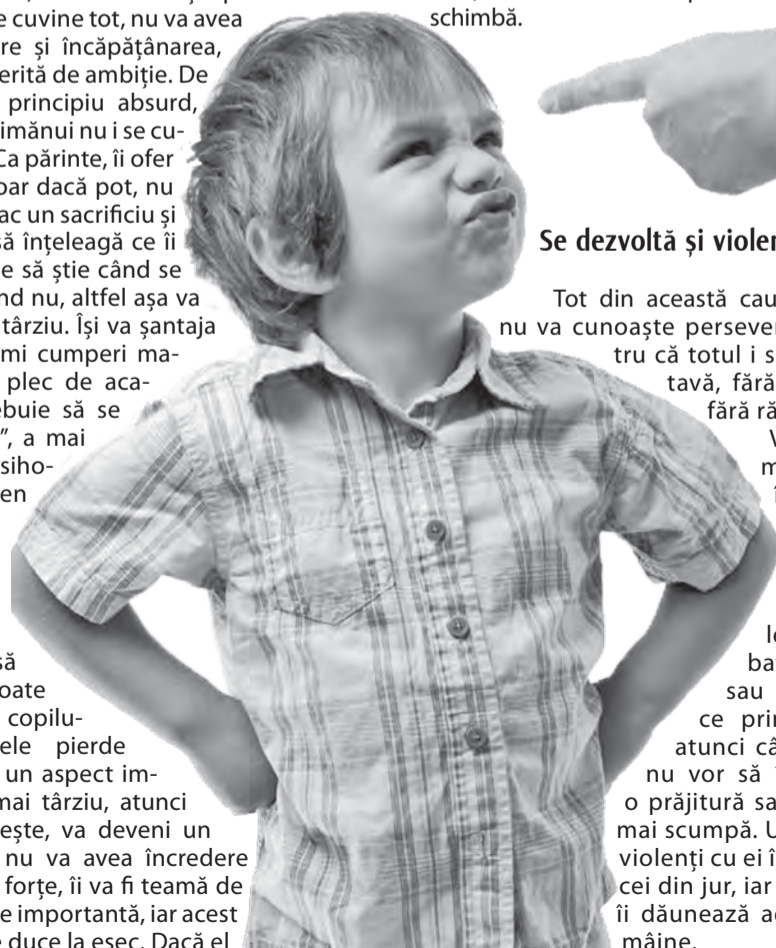 e cuvine tot, nu va avea
re și încăpățânarea,
erită de ambiție. De
principiu absurd,
imănui nu i se cu-
Ca părinte, îi ofer
oar dacă pot, nu
ac un sacrificiu și
să înțeleagă ce îi
e să știe când se
nd nu, altfel așa va
târziu. Își va șantaja
mi cumperi ma-
plec de aca-
ebuie să se
”, a mai
siho-
en
să
oate
copilu-
ele pierde
un aspect im-
mai târziu, atunci
ește, va deveni un
nu va avea încredere
forțe, îi va fi teamă de
e importantă, iar acest
e duce la eșec. Dacă el
schimbă.
Se dezvoltă și violen
Tot din această cau
nu va cunoaște persever
tru că totul i s
tavă, fără
fără ră
V
m
î
le
ba
sau
ce prin
atunci câ
nu vor să
o prăjitură sa
mai scumpă. U
violenți cu ei î
cei din jur, iar
îi dăunează a
mâine.